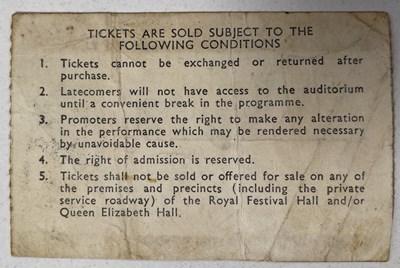 TICKETS ARE SOLD SUBJECT TO THE
FOLLOWING CONDITIONS
1. Tickets cannot be exchanged or returned after
purchase.
2. Latecomers will not have access to the auditorium
until a convenient break in the programme.
3. Promoters reserve the right to make any alteration
in the performance which may be rendered necessary
by unavoidable cause.
4. The right of admission is reserved.
5. Tickets shall not be sold or offered for sale on any of
the premises and precincts (including the private
service roadway) of the Royal Festival Hall and/or
Queen Elizabeth Hall.